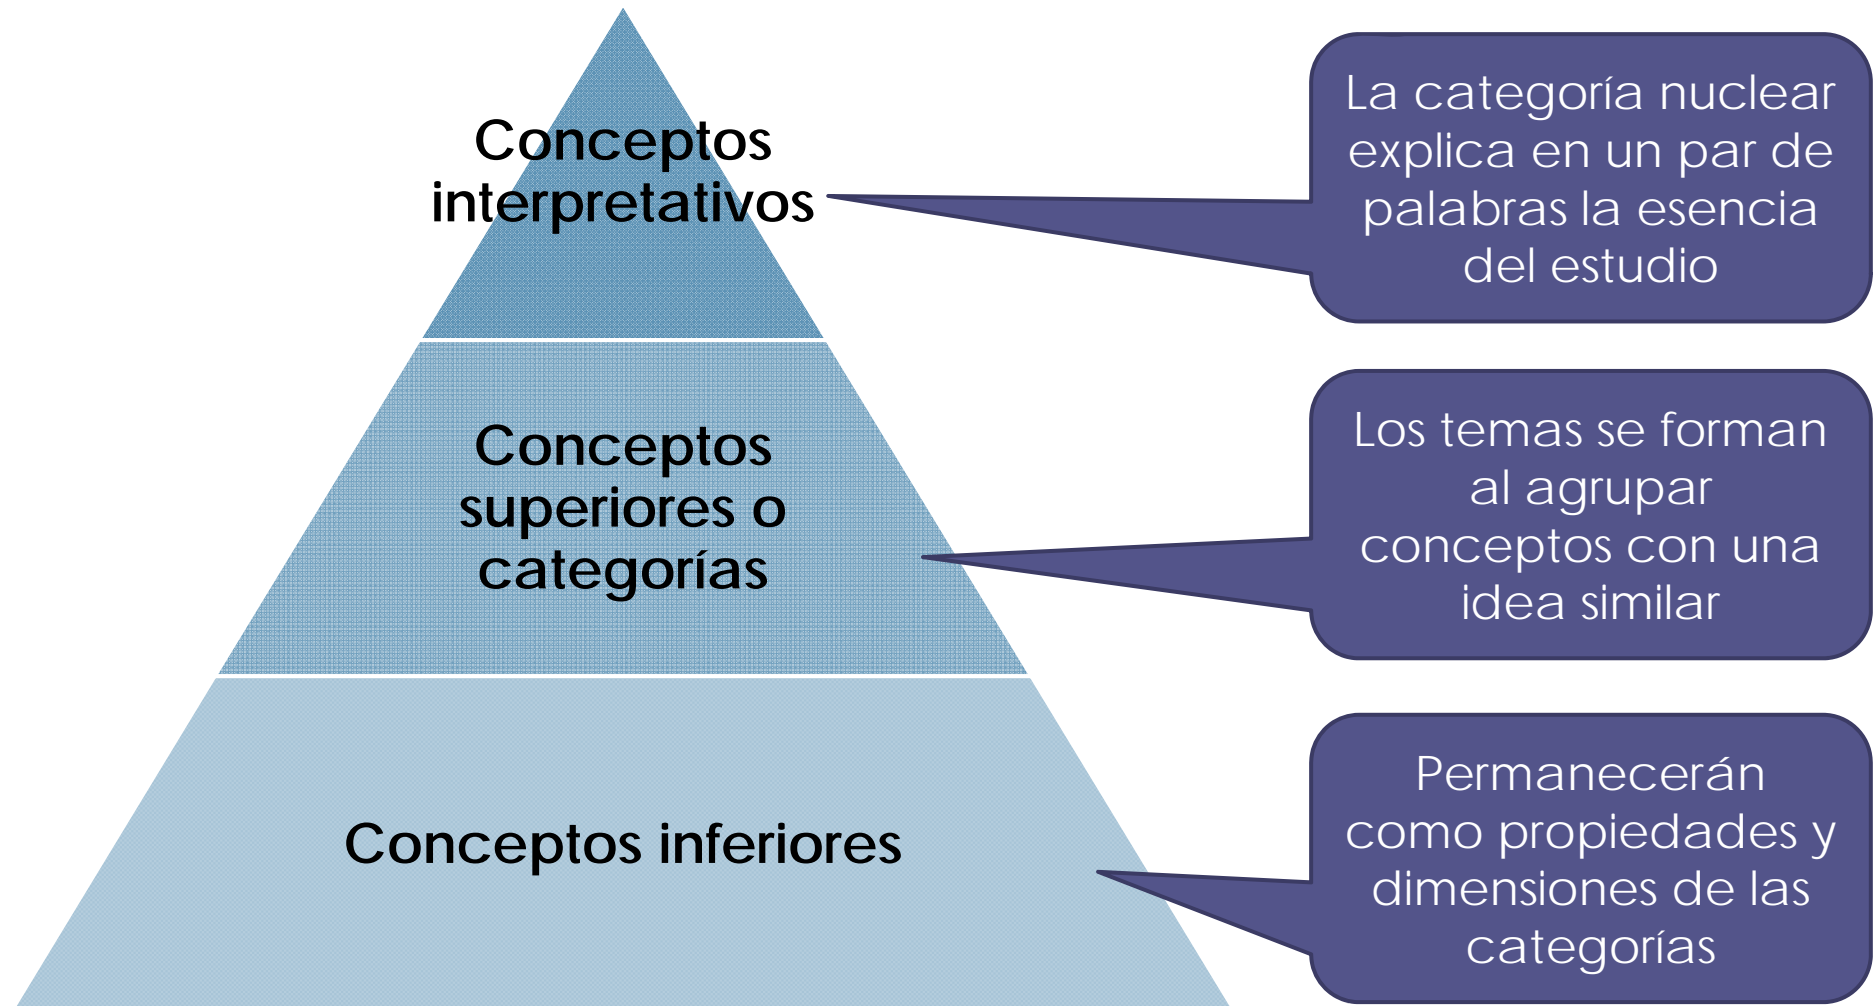 Conceptos
interpretativos
La categoría nuclear
explica en un par de
palabras la esencia
del estudio
Conceptos
superiores o
categorías
Los temas se forman
al agrupar
conceptos con una
idea similar
Conceptos inferiores
Permanecerán
como propiedades y
dimensiones de las
categorías